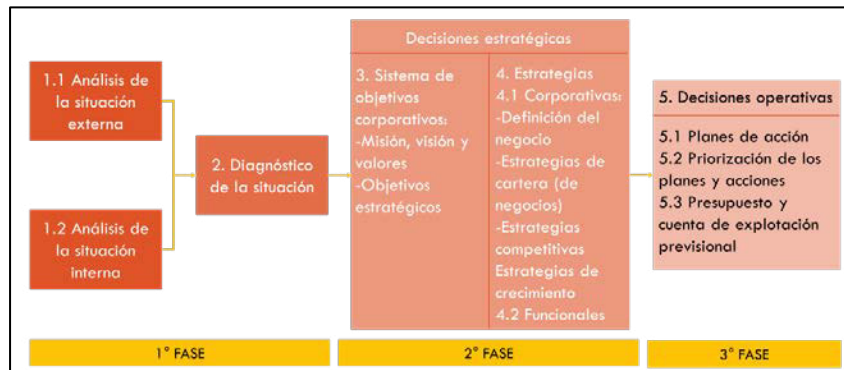 1.1 Análisis de
la situación
externa
1.2 Análisis de
la situación
interna
2. Diagnóstico
de la situación
Decisiones estratégicas
3. Sistema de
objetivos
corporativos:
-Misión, visión y
valores
-Objetivos
estratégicos
4. Estrategias
4.1 Corporativas:
-Definición del
negocio
-Estrategias de
cartera (de
negocios)
-Estrategias
competitivas
Estrategias de
crecimiento
4.2 Funcionales
5. Decisiones operativas
5.1 Planes de acción
5.2 Priorización de los
planes y acciones
5.3 Presupuesto y
cuenta de explotación
previsional
1° FASE
2° FASE
3° FASE